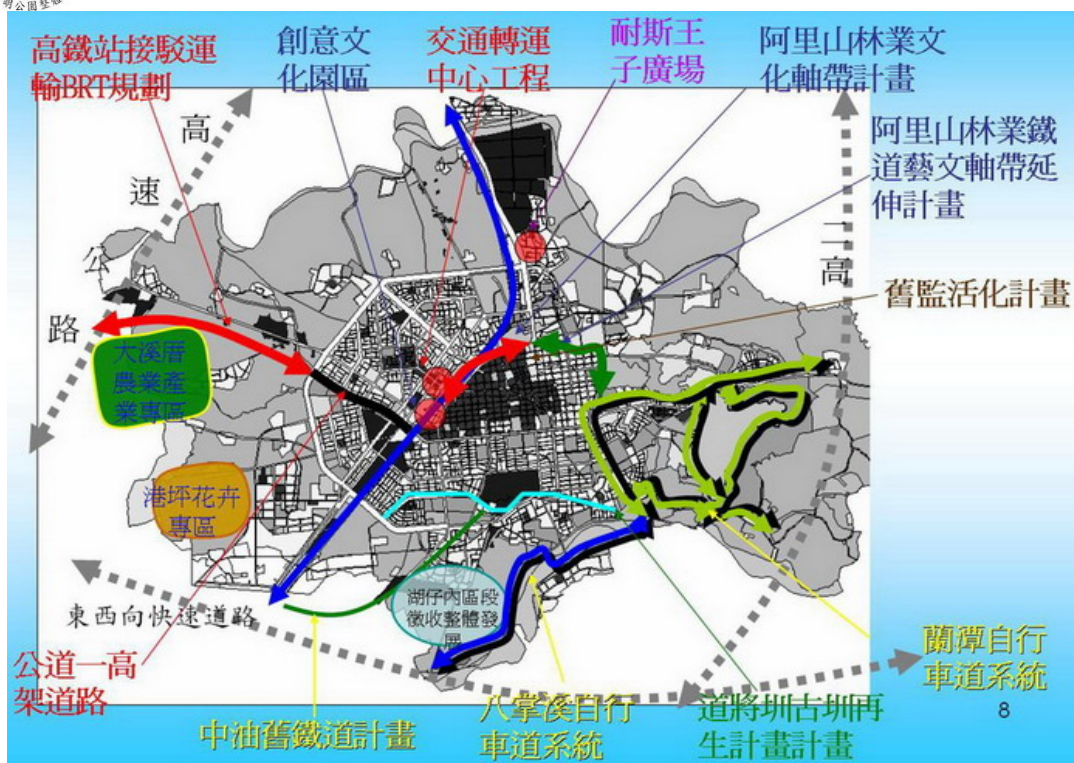 明公園整體
高鐵站接駁運
輸BRT規劃
創意文
化園區
交通轉運
中心工程
耐斯王
子廣場
阿里山林業文
化軸帶計畫
阿里山林業鐵
道藝文軸帶延
伸計畫
高
速
公
路
二
高
舊監活化計畫
大溪厝
農業產
業專區
港坪花卉
專區
湖仔內區段
徵收整體發
展
東西向快速道路
公道一高
架道路
中油舊鐵道計畫
八掌溪自行
車道系統
道將圳古圳再
生計畫計畫
蘭潭自行
車道系統
8